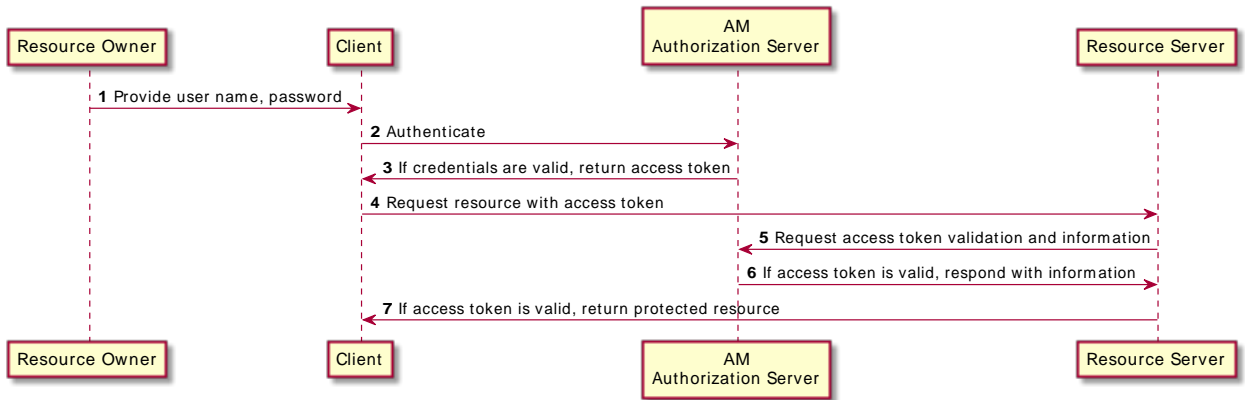 Resource Owner
Client
AM
Authorization Server
Resource Server
1 Provide user name, password
2 Authenticate
3 If credentials are valid, return access token
4 Request resource with access token
5 Request access token validation and information
6 If access token is valid, respond with information
7 If access token is valid, return protected resource
Resource Owner
Client
AM
Authorization Server
Resource Server